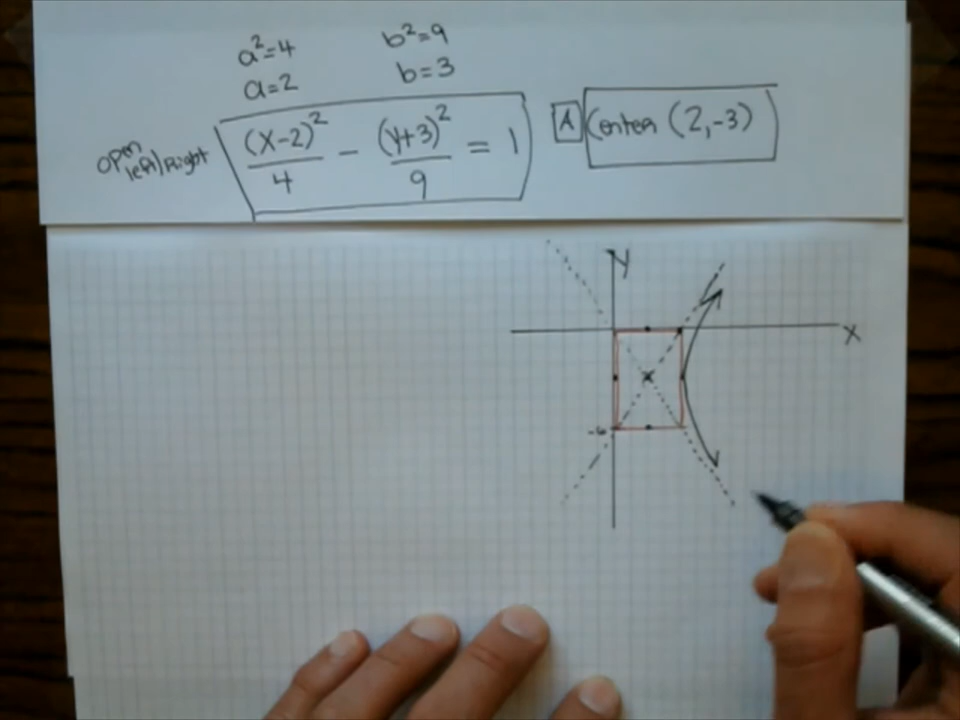 a²=4 b²=9
a=2 b=3
open left/Right
(x-2)²/4 - (y+3)²/9 = 1
A Center (2,-3)
y
x
-6